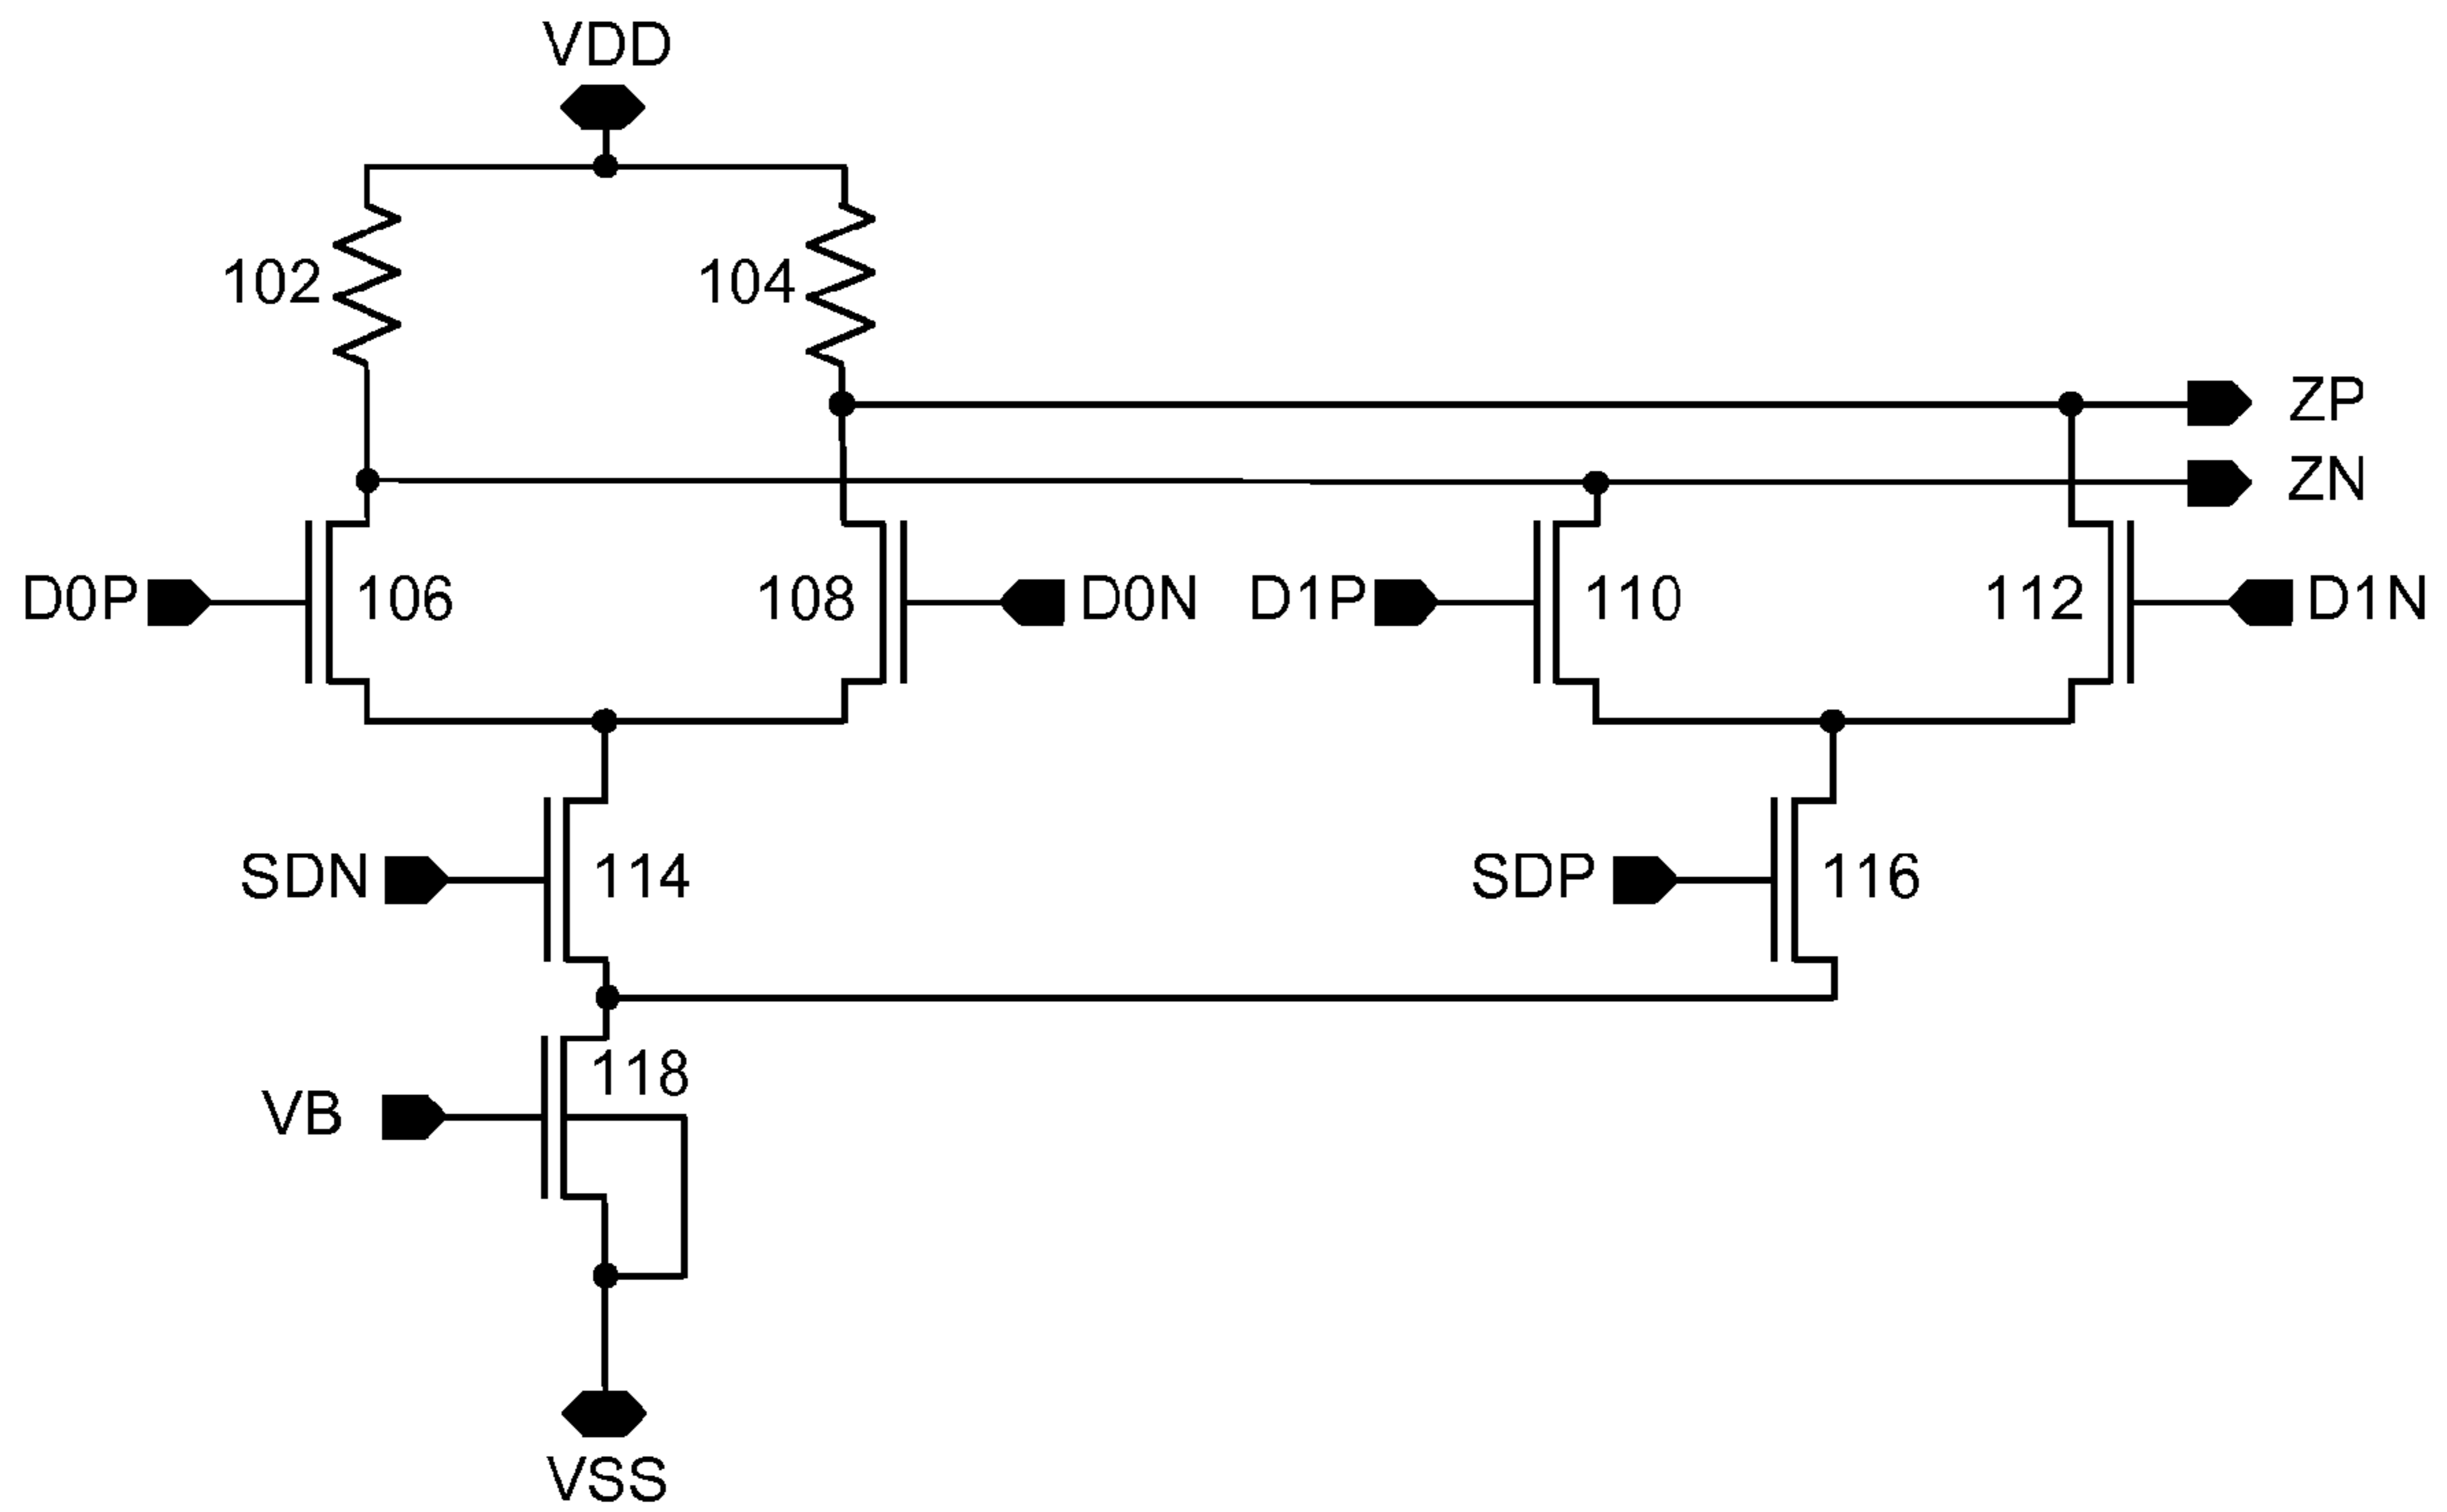 VDD
102
104
ZP
ZN
D0P
106
108
D0N
D1P
110
112
D1N
SDN
114
SDP
116
118
VB
VSS